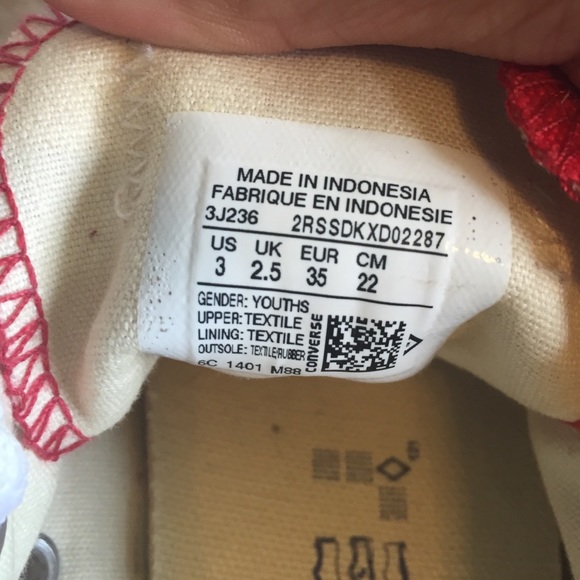 MADE IN INDONESIA
FABRIQUE EN INDONESIE
3J236 2RSSDKXD02287
US UK EUR CM
3 2.5 35 22
GENDER: YOUTHS
UPPER: TEXTILE
LINING: TEXTILE
OUTSOLE: TEXTILE/RUBBER
6C 1401 M88
CONVERSE